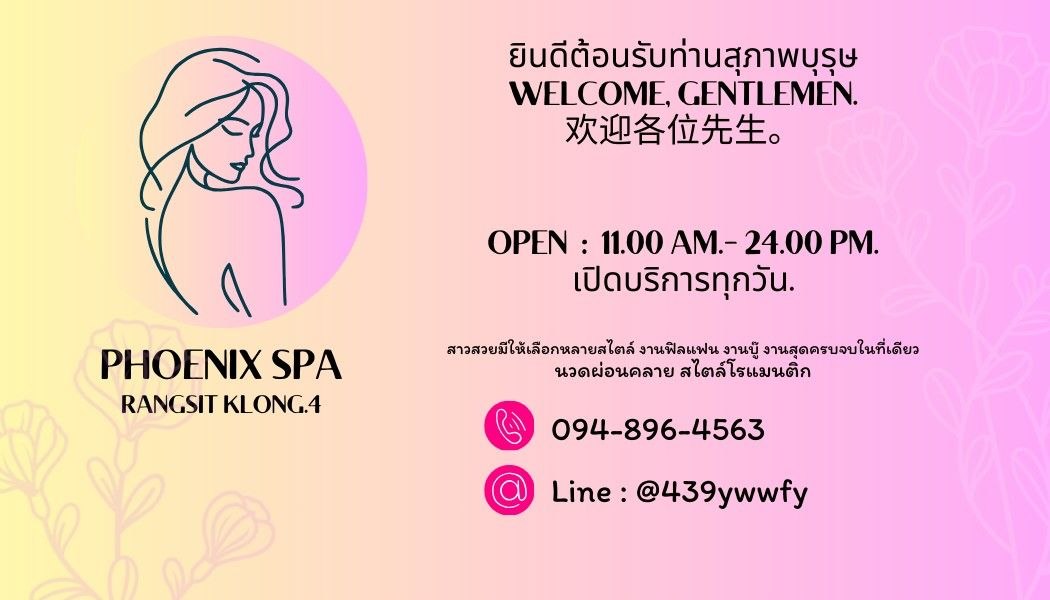 ยินดีต้อนรับท่านสุภาพบุรุษ
WELCOME, GENTLEMEN.
欢迎各位先生。
OPEN : 11.00 AM.- 24.00 PM.
เปิดบริการทุกวัน.
PHOENIX SPA
RANGSIT KLONG.4
สาวสวยมีให้เลือกหลายสไตล์ งานฟิลแฟน งานบู๊ งานสุดครบจบในที่เดียว
นวดผ่อนคลาย สไตล์โรแมนติก
094-896-4563
Line : @439ywwfy